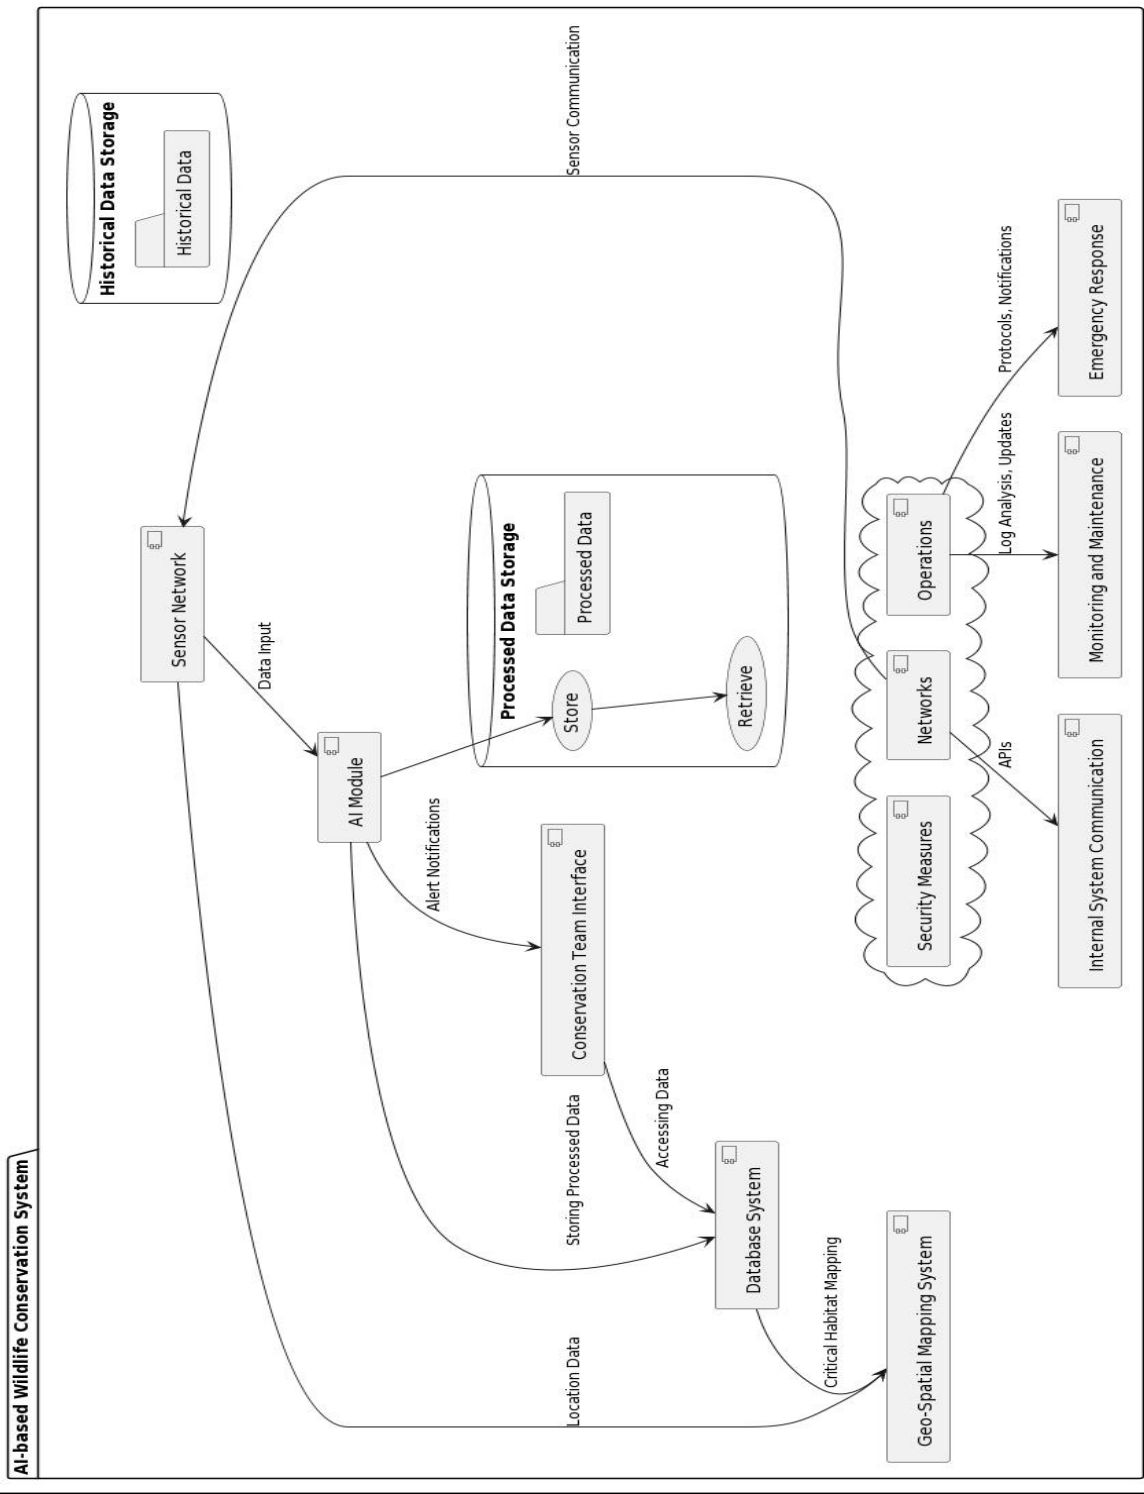 AI-based Wildlife Conservation System
Historical Data Storage
Historical Data
Sensor Network
Data Input
AI Module
Alert Notifications
Processed Data Storage
Processed Data
Store
Retrieve
Conservation Team Interface
Location Data
Storing Processed Data
Sensor Communication
Accessing Data
Database System
Critical Habitat Mapping
Geo-Spatial Mapping System
Security Measures
Networks
Operations
APIs
Log Analysis, Updates
Protocols, Notifications
Internal System Communication
Monitoring and Maintenance
Emergency Response